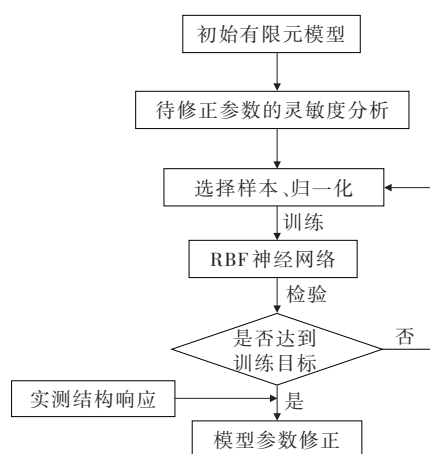 初始有限元模型
待修正参数的灵敏度分析
选择样本、归一化
训练
RBF神经网络
检验
是否达到
训练目标
否
实测结构响应
是
模型参数修正